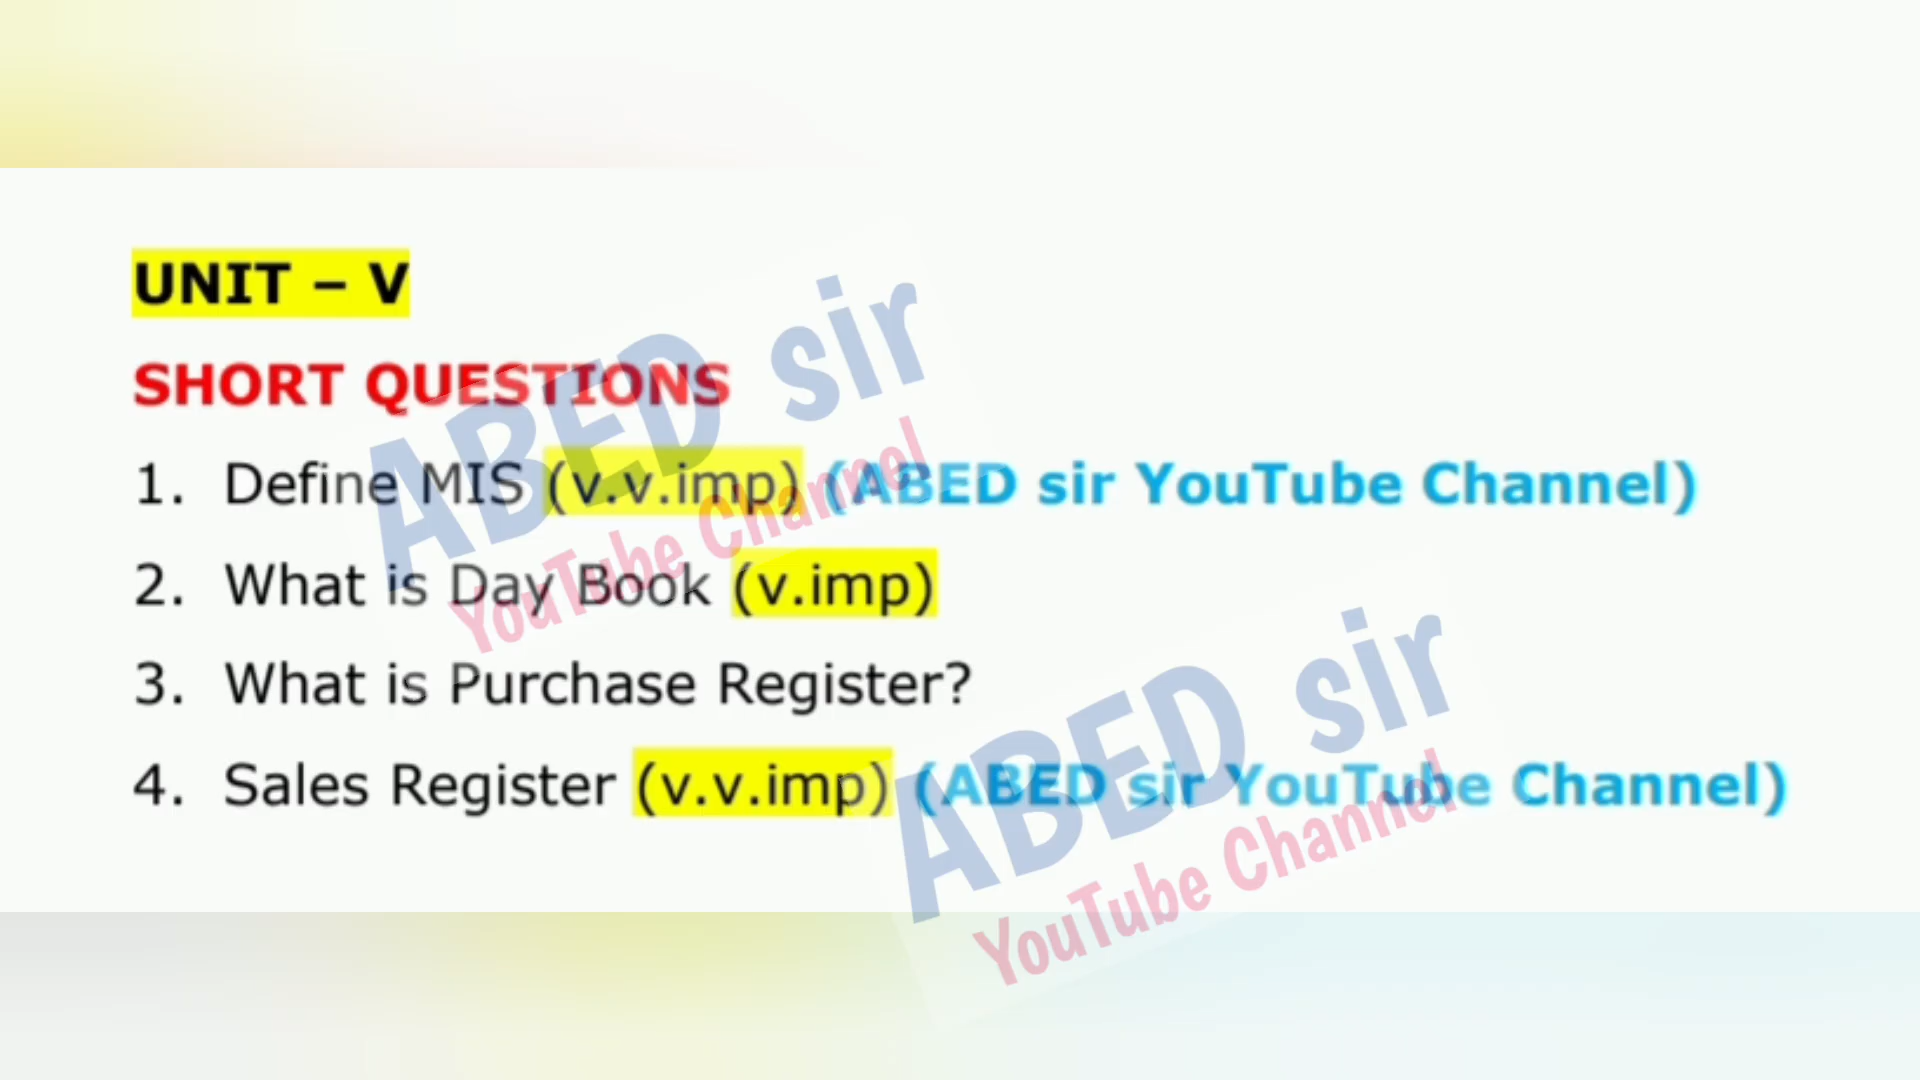 UNIT – V
SHORT QUESTIONS
1. Define MIS (v.v.imp) (ABED sir YouTube Channel)
2. What is Day Book (v.imp)
3. What is Purchase Register?
4. Sales Register (v.v.imp) (ABED sir YouTube Channel)
ABED sir
YouTube Channel
ABED sir
YouTube Channel